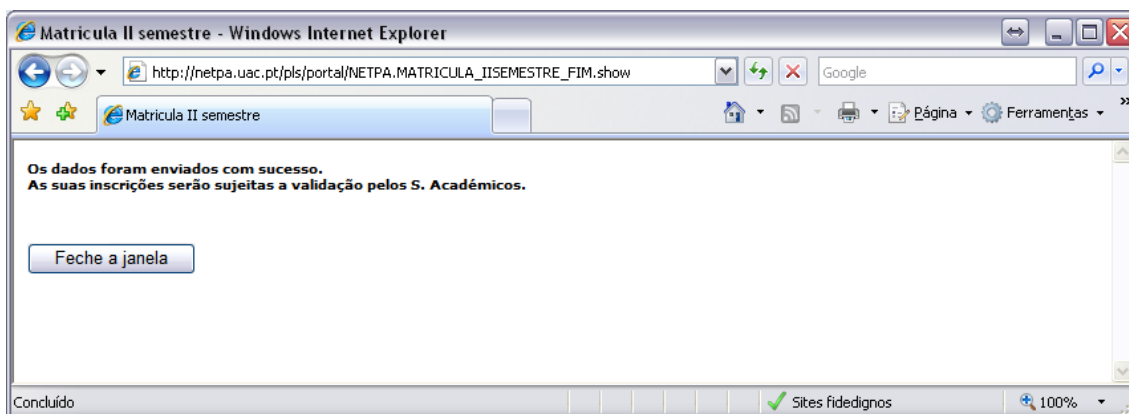 Matricula II semestre - Windows Internet Explorer
http://netpa.uac.pt/pls/portal/NETPA.MATRICULA_IISEMESTRE_FIM.show
Google
Matricula II semestre
Página
Ferramentas
Os dados foram enviados com sucesso.
As suas inscrições serão sujeitas a validação pelos S. Académicos.
Feche a janela
Concluído
Sites fidedignos
100%